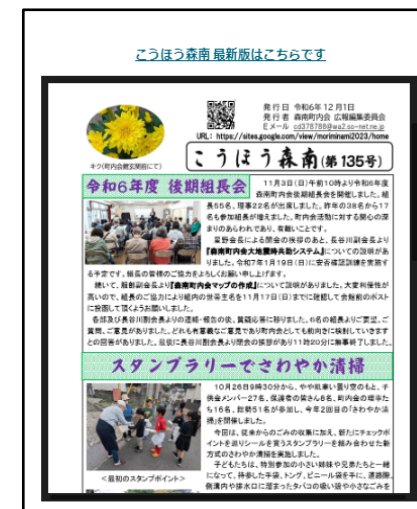 こうほう森南 最新版はこちらです
発行日 令和6年12月1日
発行者 森南町内会 広報編集委員会
Eメール cd378788@wa2.so-net.ne.jp
URL: https://sites.google.com/view/moriminami2023/home
キク(町内会館玄関前にて)
こうほう森南(第135号)
令和6年度 後期組長会
11月3日(日)午前10時より令和6年度
森南町内会後期組長会を開催しました。組
長55名、理事22名が出席しました。昨年の38名から17
名も参加組長が増えました。町内会活動に対する関心の深
まりのあらわれであり、有難いことです。
星野会長による開会の挨拶のあと、長谷川副会長より
『森南町内会大地震時共助システム』についての説明があ
りました。令和7年1月19日(日)に安否確認訓練を実施す
る予定です。組長の皆様のご協力をよろしくお願い申し上げます。
続いて、服部副会長より『森南町内会マップの作成』について説明がありました。大変利便性が
高いので、組長のご協力により組内の世帯主名を11月17日(日)までに確認して会館前のポスト
に投函して頂くようお願いしました。
各部及び長谷川副会長よりの連絡・報告の後、質疑応答に移りました。6名の組長よりご要望、ご
質問、ご意見がありました。どれも有意義なご意見であり町内会としても前向きに検討していきます
との回答がありました。最後に長谷川副会長より閉会の挨拶があり11時20分に無事終了しました。
スタンプラリーでさわやか清掃
10月26日9時30分から、やや肌寒い曇り空のもと、子
供会メンバー27名、保護者の皆さん8名、町内会の理事た
ち16名、総勢51名が参加し、今年2回目の「さわやか清
掃」を開催しました。
今回は、従来からのごみの収集に加え、新たにチェックポ
イントを巡りシールを貰うスタンプラリーを組み合わせた新
方式のさわやか清掃を実施しました。
子どもたちは、特別参加の小さい姉妹や兄弟たちと一緒
になって、持参した手袋、トング、ビニール袋を手に、道路際、
側溝内や排水口に溜まったタバコの吸い殻や小さなごみを
<最初のスタンプポイント>